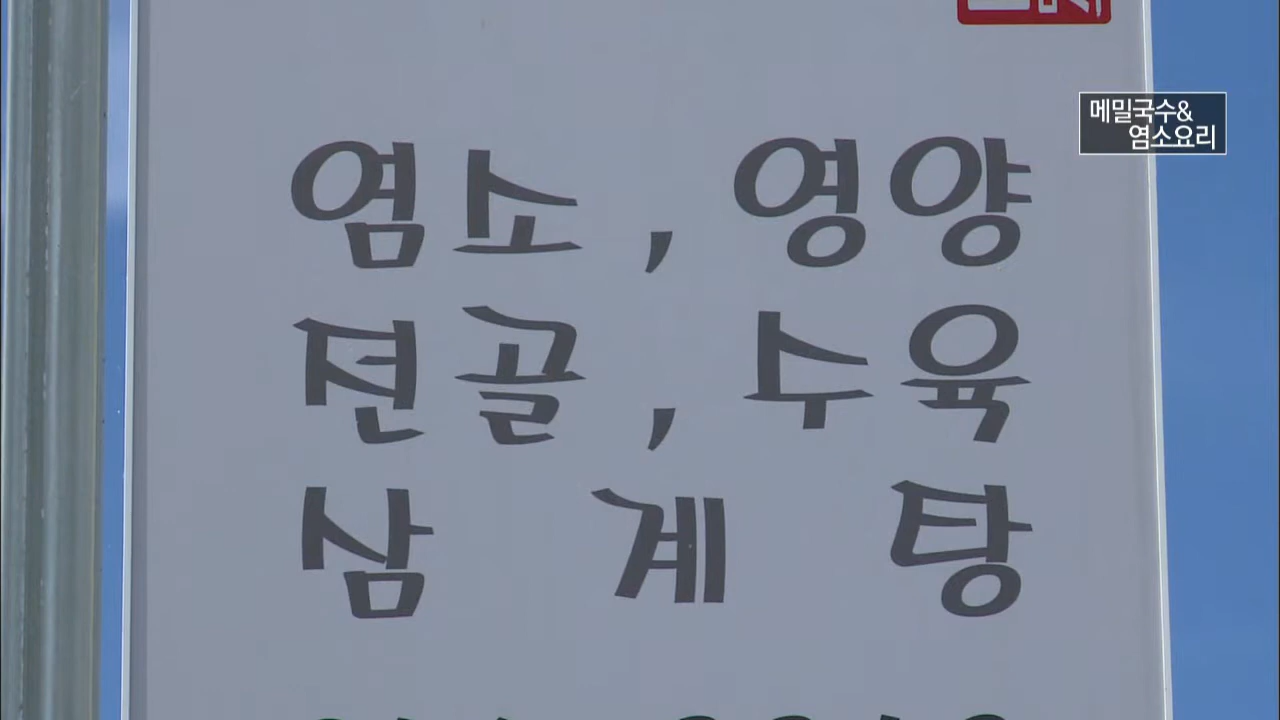 메밀국수&
염소요리
염소, 영양
전골, 수육
삼계탕